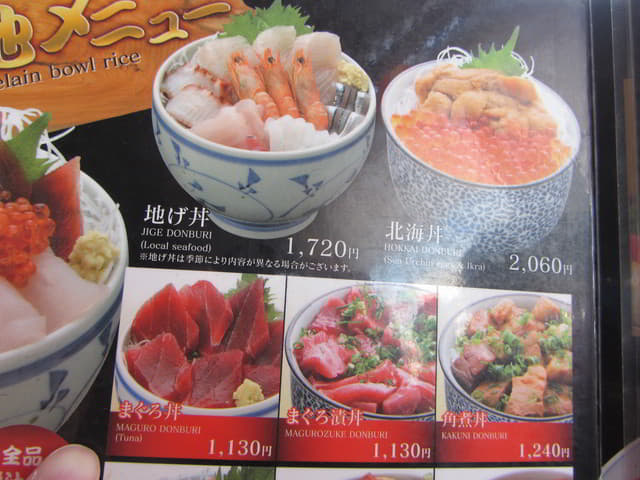 地メニュー
elain bowl rice
地げ丼
JIGE DONBURI
(Local seafood)
1,720円
※地げ丼は季節により内容が異なる場合がございます。
北海丼
HOKKAI DONBURI
(Sea Urchin & Ikra)
2,060円
まぐろ丼
MAGURO DONBURI
(Tuna)
1,130円
まぐろ漬丼
MAGUROZUKE DONBURI
1,130円
角煮丼
KAKUNI DONBURI
1,240円
全品